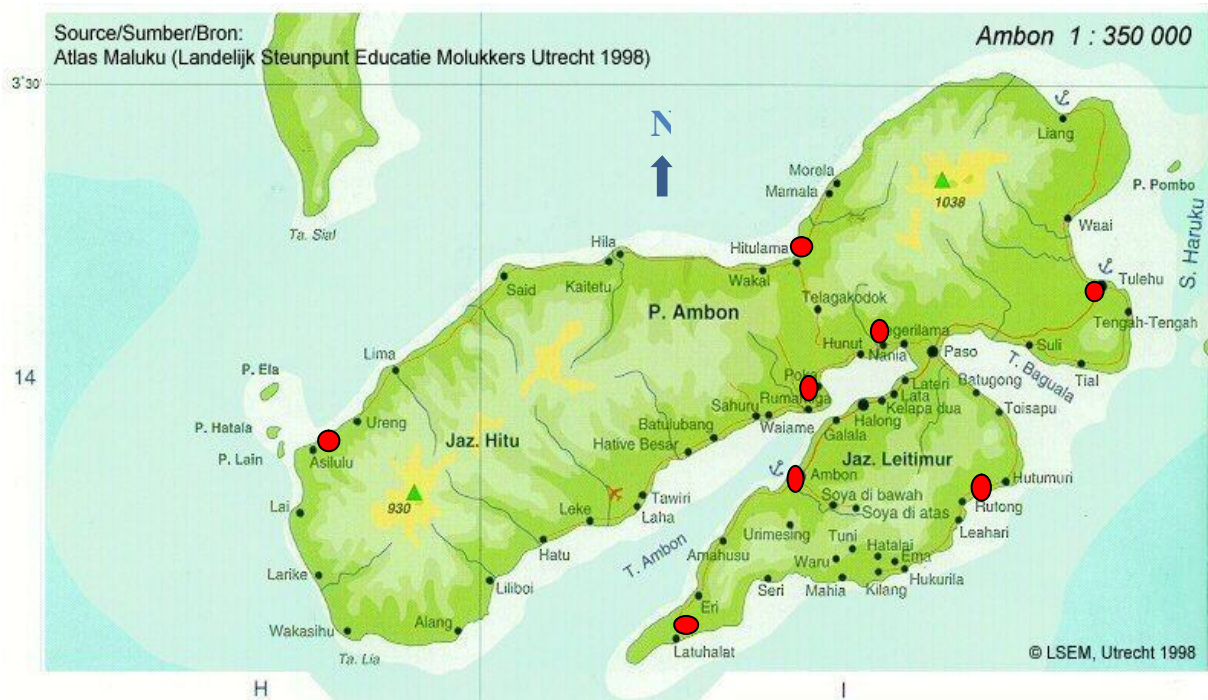 Source/Sumber/Bron:
Atlas Maluku (Landelijk Steunpunt Educatie Molukkers Utrecht 1998)
Ambon 1 : 350 000
3°30'
N
Liang
Morela
Mamala
P. Pombo
1038
Ta. Sial
Hila
Hitulama
Waai
S. Haruku
Kaitetu
Wakal
Said
Tulehu
P. Ambon
Telagakodok
Tengah-Tengah
egerilama
Hunut
Nania
Paso
Suli
Lima
T. Baguala
Tial
14
P. Ela
Lateri
Batugong
Rumah
Lata
Sahuru
Toisapu
Kelapa dua
P. Hatala
Ureng
Waiame
Halong
Batulubang
Galala
Jaz. Hitu
Hative Besar
P. Lain
Asilulu
Jaz. Leitimur
Ambon
Hutumuri
Tawiri
Soya di bawah
Rutong
930
Lai
Leke
Laha
Soya di atas
Urimesing
Leahari
Tuni
Hatalai
T. Ambon
Amahusu
Hatu
Waru
Ema
Larike
Liliboi
Seri
Mahia
Kilang
Hukurila
Eri
Wakasihu
Alang
Ta. Lia
Latuhalat
© LSEM, Utrecht 1998
H
I